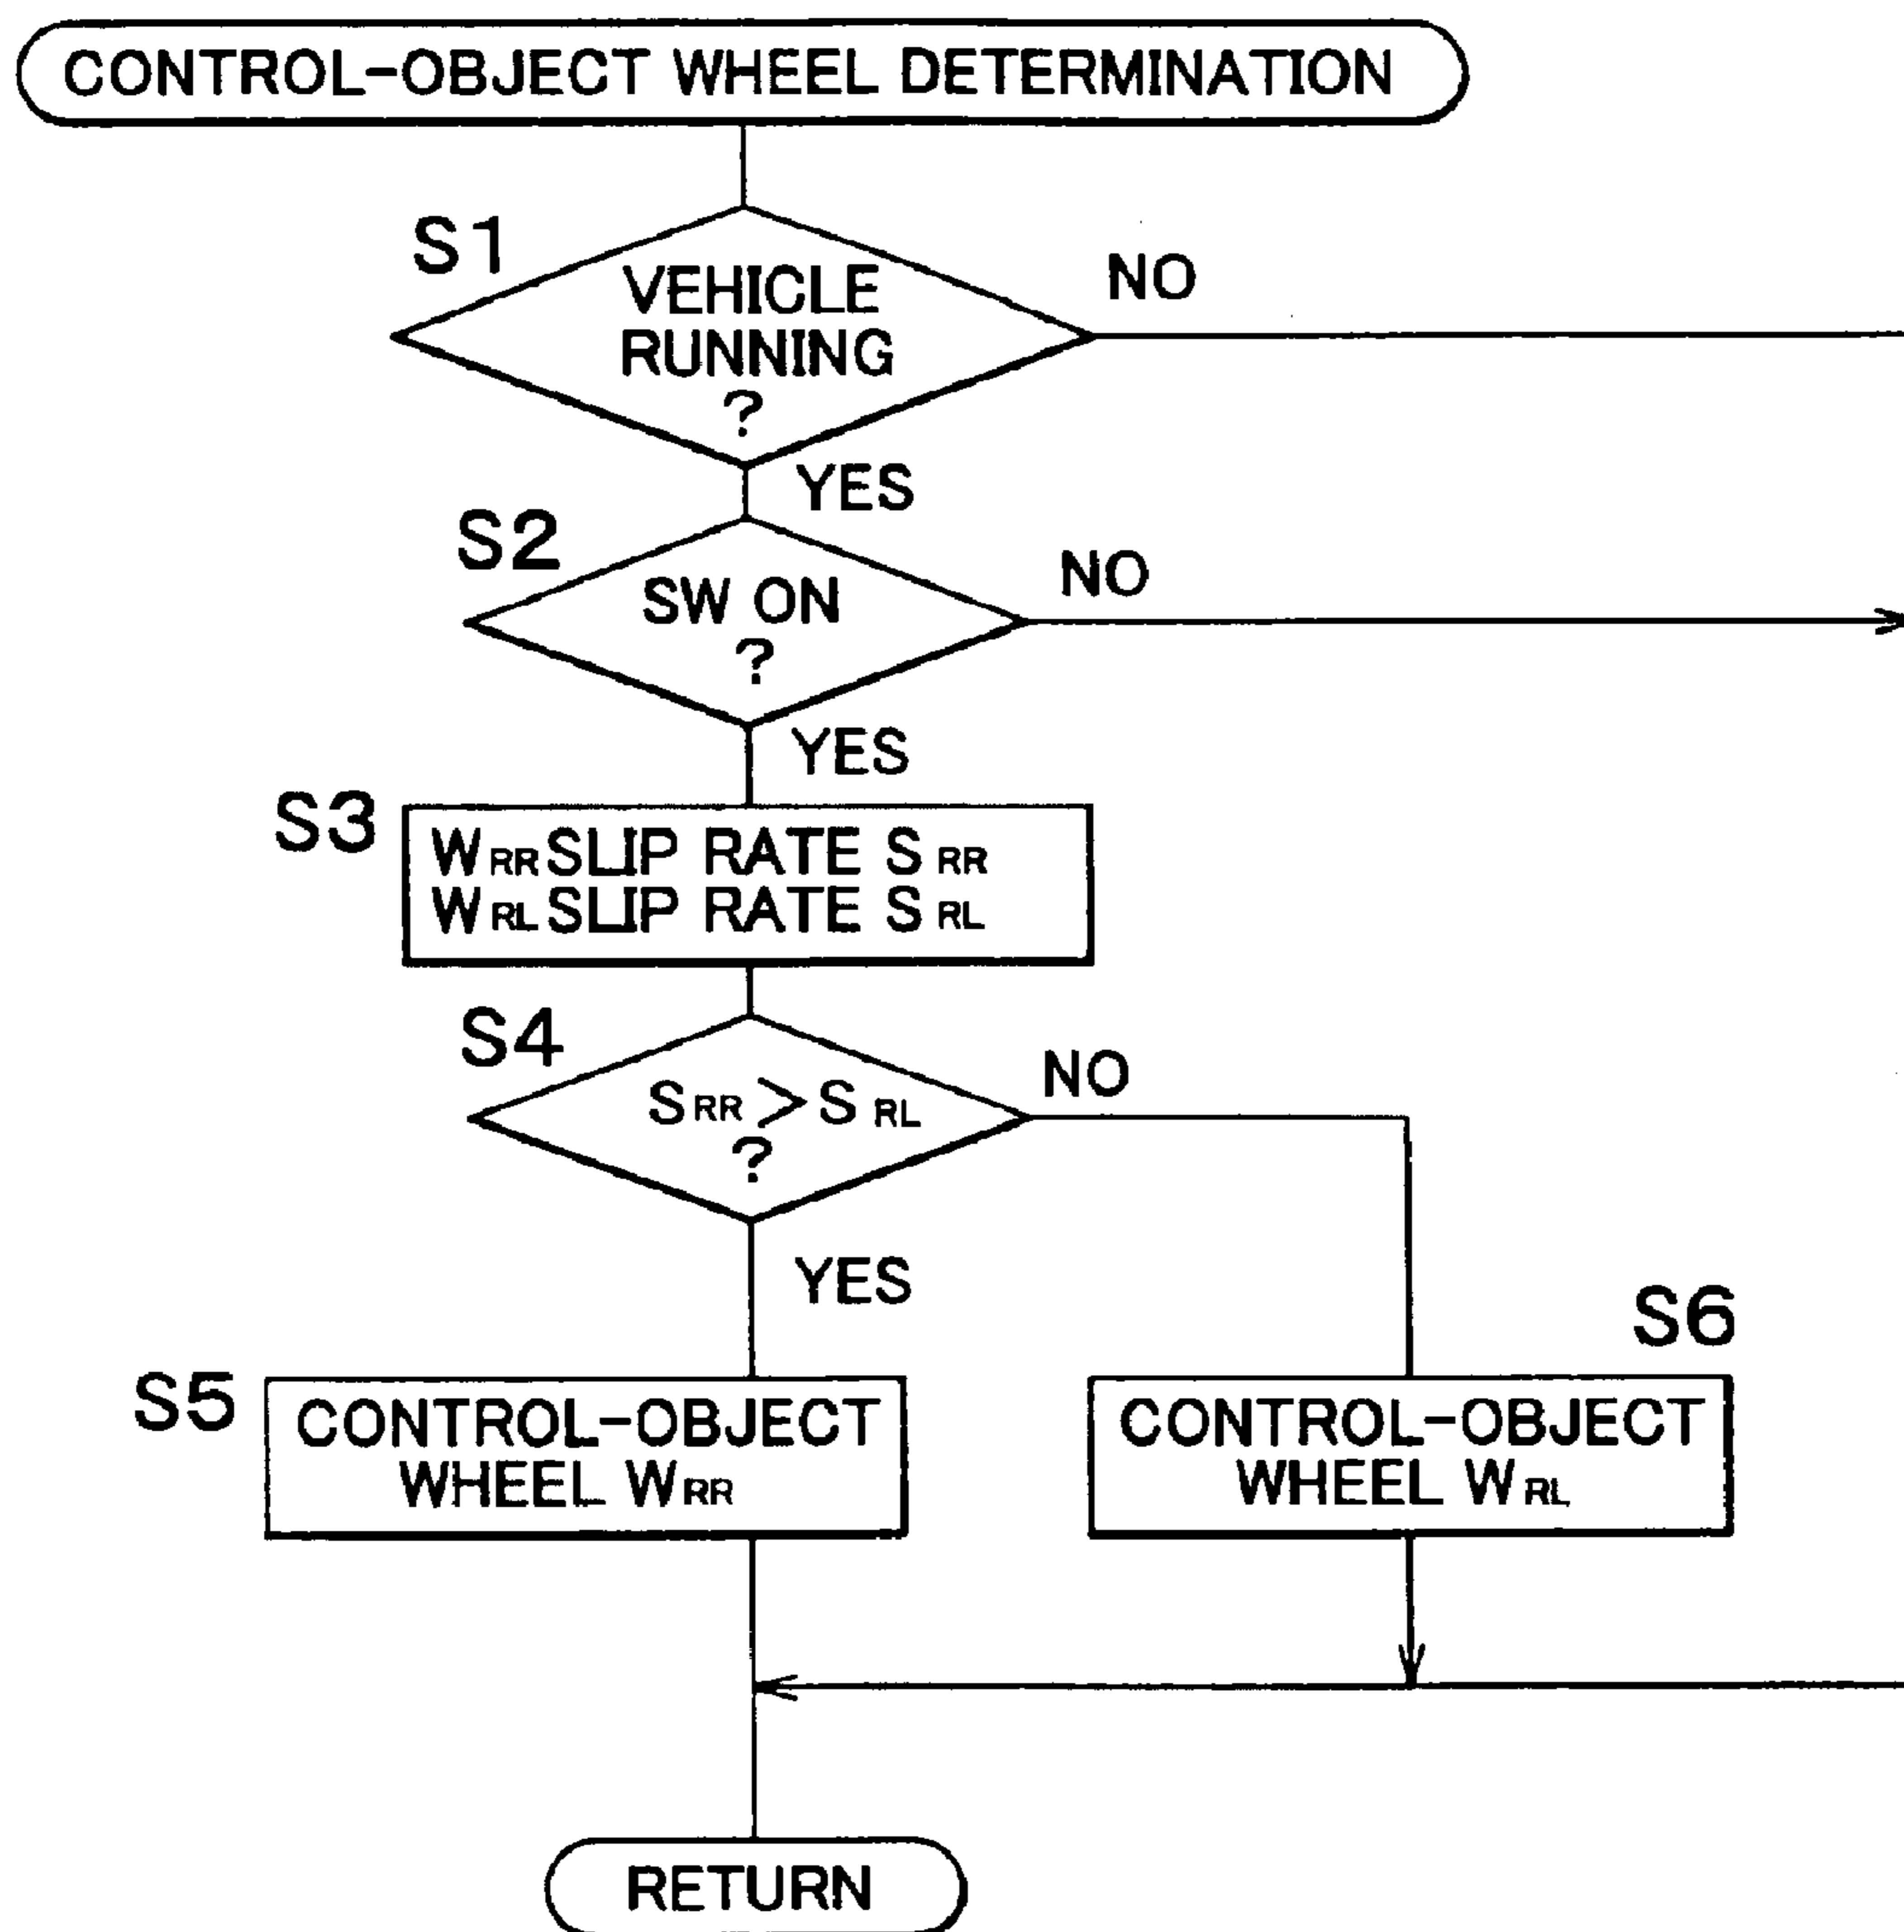 CONTROL-OBJECT WHEEL DETERMINATION
S1
VEHICLE
RUNNING
?
NO
YES
S2
SW ON
?
NO
YES
S3
WRR SLIP RATE SRR
WRL SLIP RATE SRL
S4
SRR > SRL
?
NO
YES
S5
CONTROL-OBJECT
WHEEL WRR
S6
CONTROL-OBJECT
WHEEL WRL
RETURN